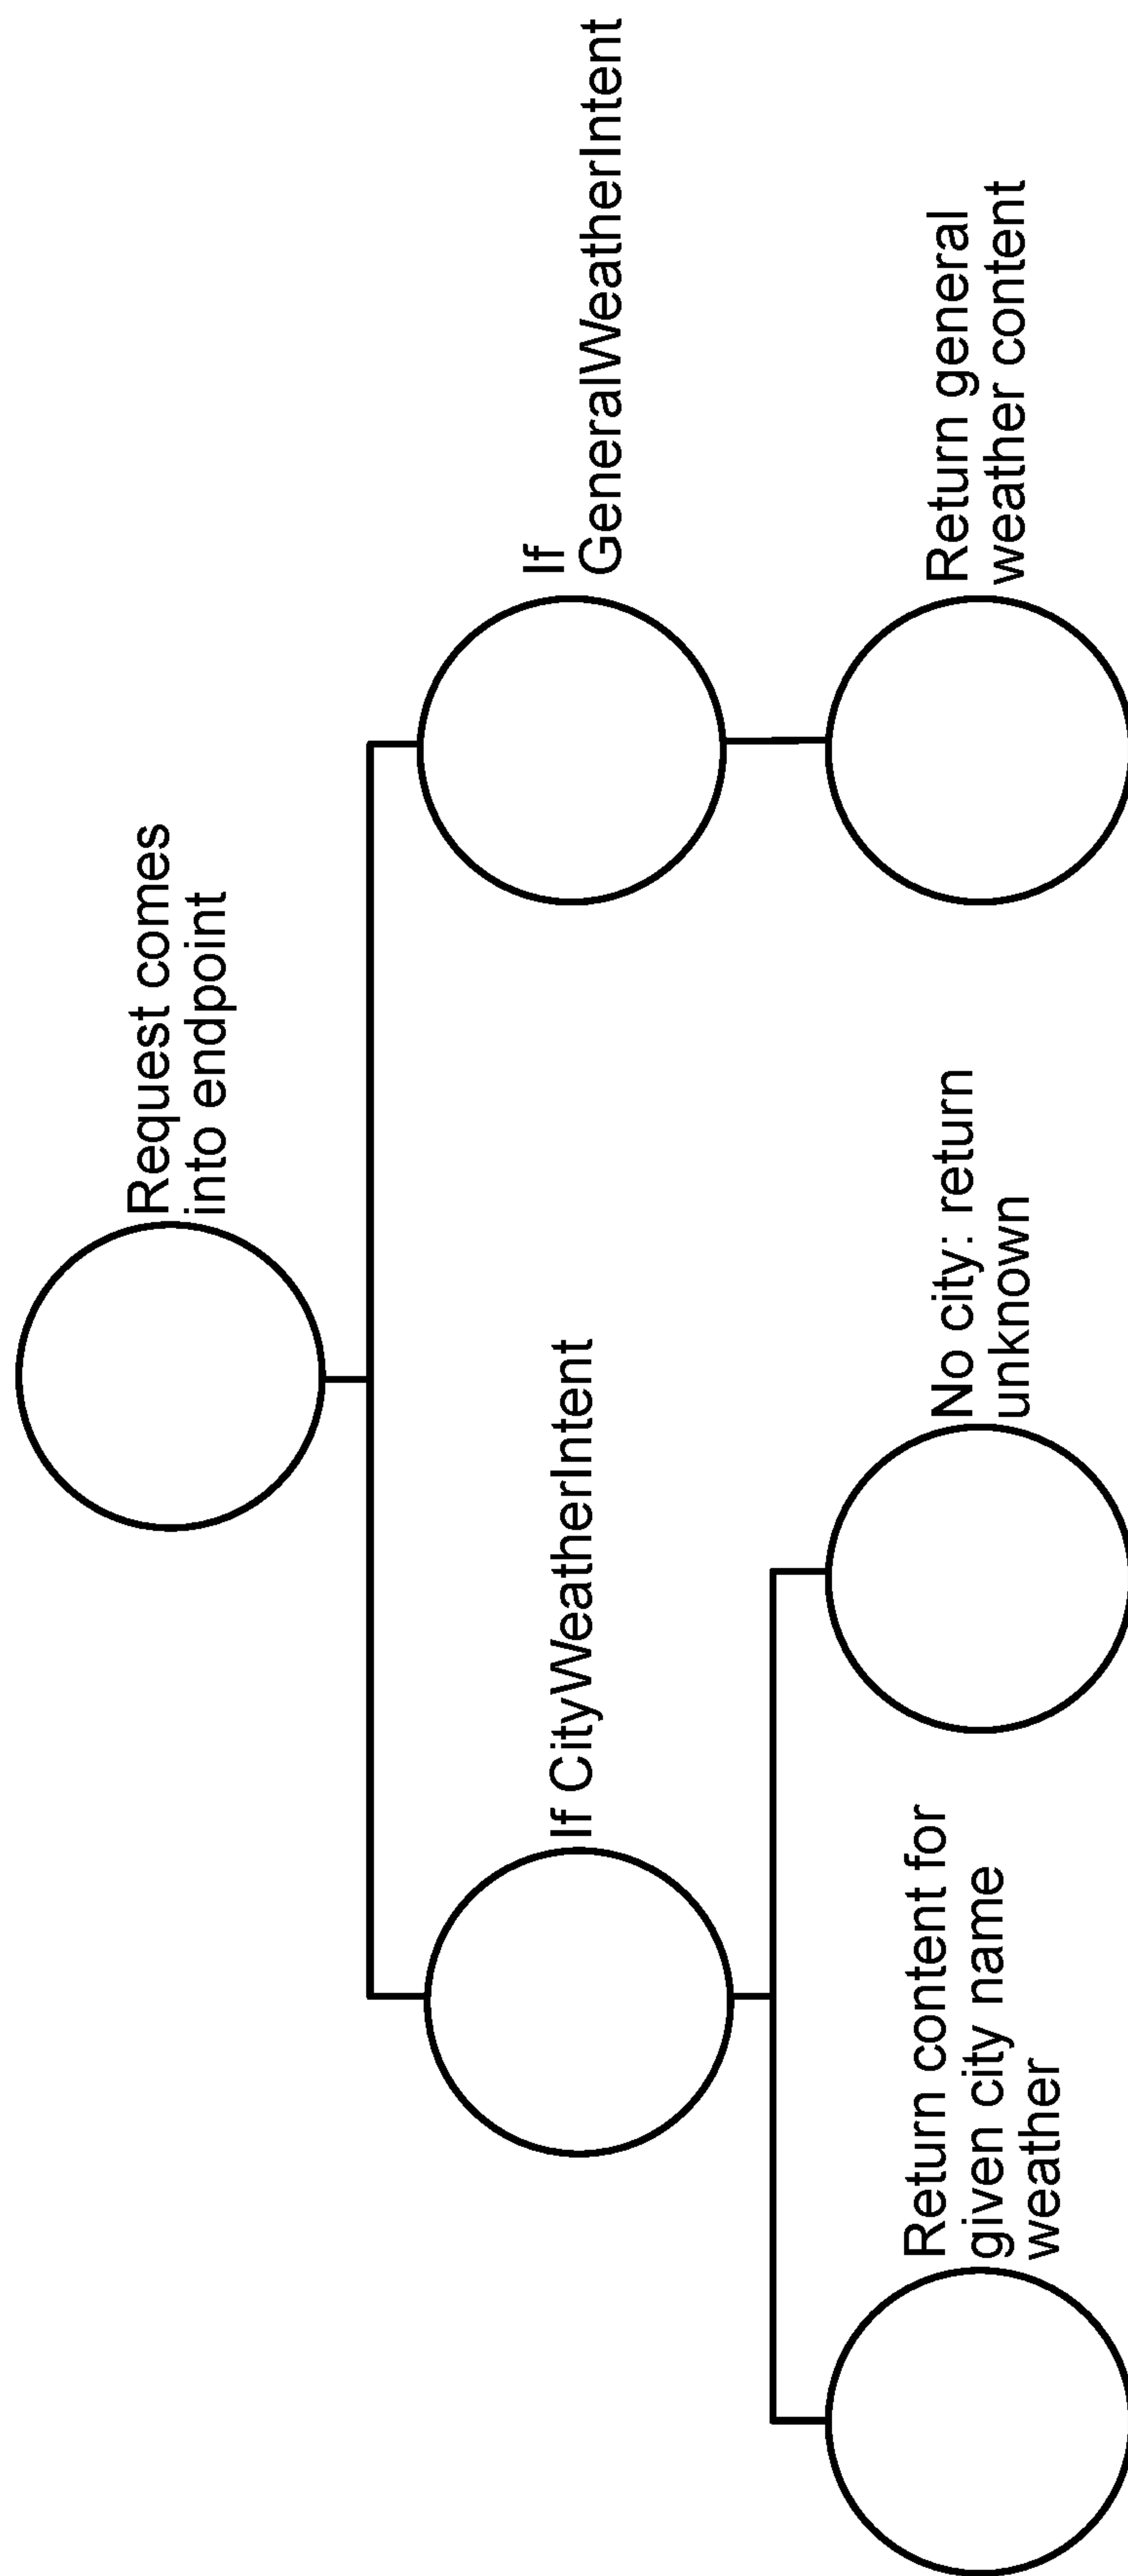 Request comes
into endpoint
If CityWeatherIntent
If
GeneralWeatherIntent
Return content for
given city name
weather
No city: return
unknown
Return general
weather content